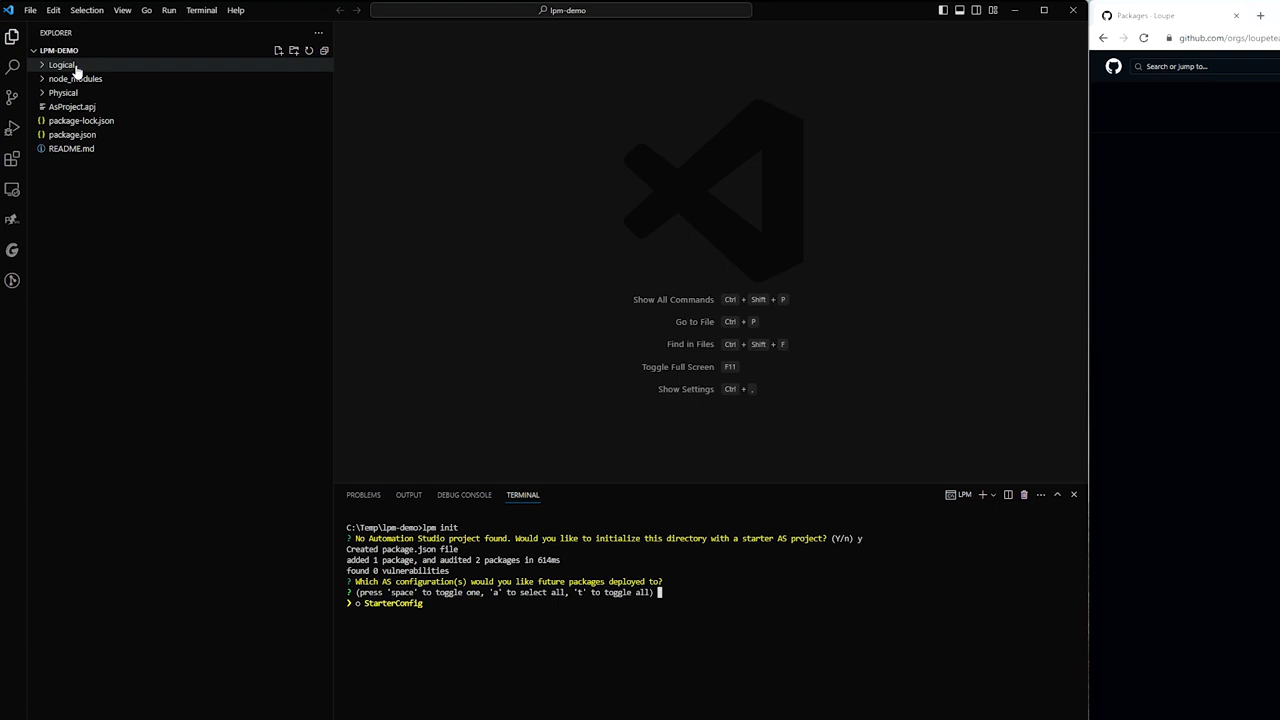 File Edit Selection View Go Run Terminal Help
lpm-demo
EXPLORER
LPM-DEMO
Logical
node_modules
Physical
AsProject.apj
package-lock.json
package.json
README.md
Show All Commands Ctrl + Shift + P
Go to File Ctrl + P
Find in Files Ctrl + Shift + F
Toggle Full Screen F11
Show Settings Ctrl + ,
PROBLEMS OUTPUT DEBUG CONSOLE TERMINAL LPM
C:\Temp\lpm-demo>lpm init
? No Automation Studio project found. Would you like to initialize this directory with a starter AS project? (Y/n) y
Created package.json file
added 1 package, and audited 2 packages in 614ms
found 0 vulnerabilities
? Which AS configuration(s) would you like future packages deployed to?
? (press 'space' to toggle one, 'a' to select all, 't' to toggle all)
❯ o StarterConfig
Packages - Loupe
github.com/orgs/loupetea
Search or jump to...